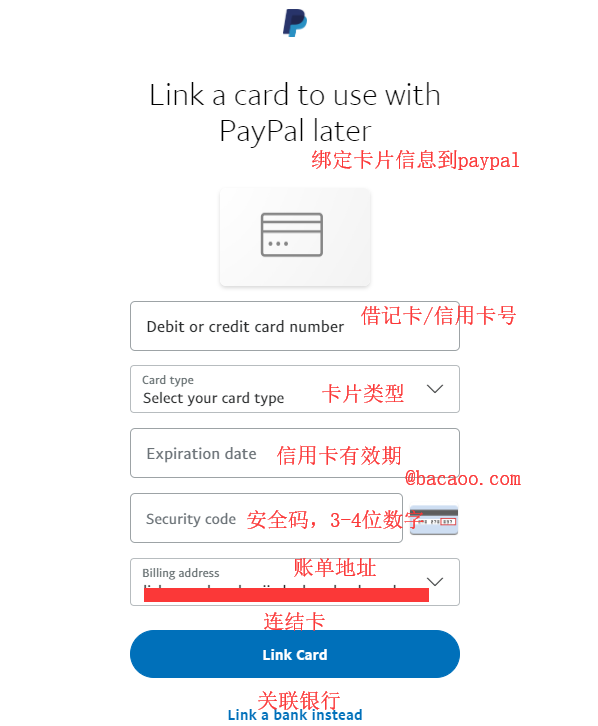 Link a card to use with
PayPal later
绑定卡片信息到paypal
Debit or credit card number
借记卡/信用卡号
Card type
Select your card type
卡片类型
Expiration date
信用卡有效期
@bacaoo.com
Security code
安全码，3-4位数字
Billing address
账单地址
连结卡
Link Card
关联银行
Link a bank instead